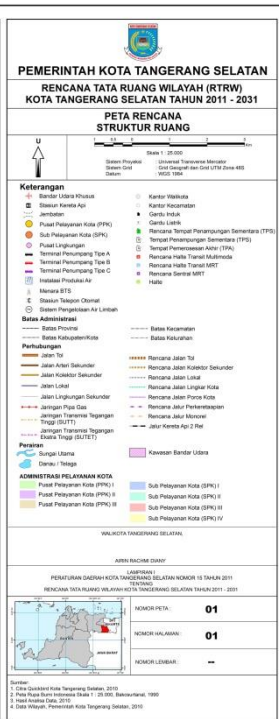 PEMERINTAH KOTA TANGERANG SELATAN
RENCANA TATA RUANG WILAYAH (RTRW)
KOTA TANGERANG SELATAN TAHUN 2011 - 2031
PETA RENCANA
STRUKTUR RUANG
U
Skala 1 : 25.000
Sistem Proyeksi : Universal Transverse Mercator
Sistem Grid : Grid Geografi dan Grid UTM Zone 48S
Datum : WGS 1984
Keterangan
Bandar Udara Khusus
Stasiun Kereta Api
Jembatan
Pusat Pelayanan Kota (PPK)
Sub Pelayanan Kota (SPK)
Pusat Lingkungan
Terminal Penumpang Tipe A
Terminal Penumpang Tipe B
Terminal Penumpang Tipe C
Instalasi Produksi Air
Menara BTS
Stasiun Telepon Otomat
Sistem Pengelolaan Air Limbah
Kantor Walikota
Kantor Kecamatan
Gardu Induk
Gardu Listrik
Rencana Tempat Penampungan Sementara (TPS)
Tempat Penampungan Sementara (TPS)
Tempat Pemerosesan Akhir (TPA)
Rencana Halte Transit Multimoda
Rencana Halte Transit MRT
Rencana Sentral MRT
Halte
Batas Administrasi
Batas Provinsi
Batas Kabupaten/Kota
Batas Kecamatan
Batas Kelurahan
Perhubungan
Jalan Tol
Jalan Arteri Sekunder
Jalan Kolektor Sekunder
Jalan Lokal
Jalan Lingkungan Sekunder
Jaringan Pipa Gas
Jaringan Transmisi Tegangan
Tinggi (SUTT)
Jaringan Transmisi Tegangan
Ekstra Tinggi (SUTET)
Rencana Jalan Tol
Rencana Jalan Kolektor Sekunder
Rencana Jalan Lokal
Rencana Jalan Lingkar Kota
Rencana Jalan Poros Kota
Rencana Jalur Perkeretaapian
Rencana Jalur Monorel
Jalur Kereta Api 2 Rel
Perairan
Sungai Utama
Danau / Telaga
Kawasan Bandar Udara
ADMINISTRASI PELAYANAN KOTA
Pusat Pelayanan Kota (PPK) I
Pusat Pelayanan Kota (PPK) II
Pusat Pelayanan Kota (PPK) III
Sub Pelayanan Kota (SPK) I
Sub Pelayanan Kota (SPK) II
Sub Pelayanan Kota (SPK) III
Sub Pelayanan Kota (SPK) IV
WALIKOTA TANGERANG SELATAN,
AIRIN RACHMI DIANY
LAMPIRAN I
PERATURAN DAERAH KOTA TANGERANG SELATAN NOMOR 15 TAHUN 2011
TENTANG
RENCANA TATA RUANG WILAYAH KOTA TANGERANG SELATAN TAHUN 2011 - 2031
NOMOR PETA : 01
NOMOR HALAMAN : 01
NOMOR LEMBAR : --
Sumber:
1. Citra Quickbird Kota Tangerang Selatan, 2010
2. Peta Rupa Bumi Indonesia Skala 1 : 25.000, Bakosurtanal, 1990
3. Hasil Analisa Data, 2010
4. Data Wilayah, Pemerintah Kota Tangerang Selatan, 2010